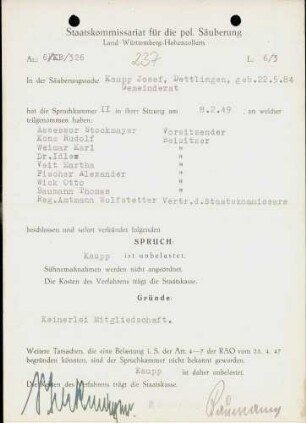 Staatskommissariat für die pol. Säuberung
Land Württemberg-Hohenzollern
Az.: 6/KB/326
237
L: 6/3
In der Säuberungssache Knupp Josef, Dettlingen, geb.22.5.84
Gemeinderat
hat die Spruchkammer II in ihrer Sitzung am 8.2.49 an welcher
teilgenommen haben:
Assessor Stockmayer Vorsitzender
Konz Rudolf Beisitzer
Weimar Karl "
Dr.Idler "
Veit Martha "
Fischer Alexander "
Wick Otto "
Baumann Thomas "
Reg.Amtmann Wolfstetter Vertr.d.Staatskommissars
beschlossen und sofort verkündet folgenden
SPRUCH:
Knupp ist unbelastet.
Sühnemaßnahmen werden nicht angeordnet.
Die Kosten des Verfahrens trägt die Staatskasse.
Gründe:
Keinerlei Mitgliedschaft.
Weitere Tatsachen, die eine Belastung i. S. der Art. 4—7 der RSO vom 25. 4. 47
begründen könnten, sind der Spruchkammer nicht bekannt geworden.
Knupp ist daher unbelastet.
Die Kosten des Verfahrens trägt die Staatskasse.
Baumann